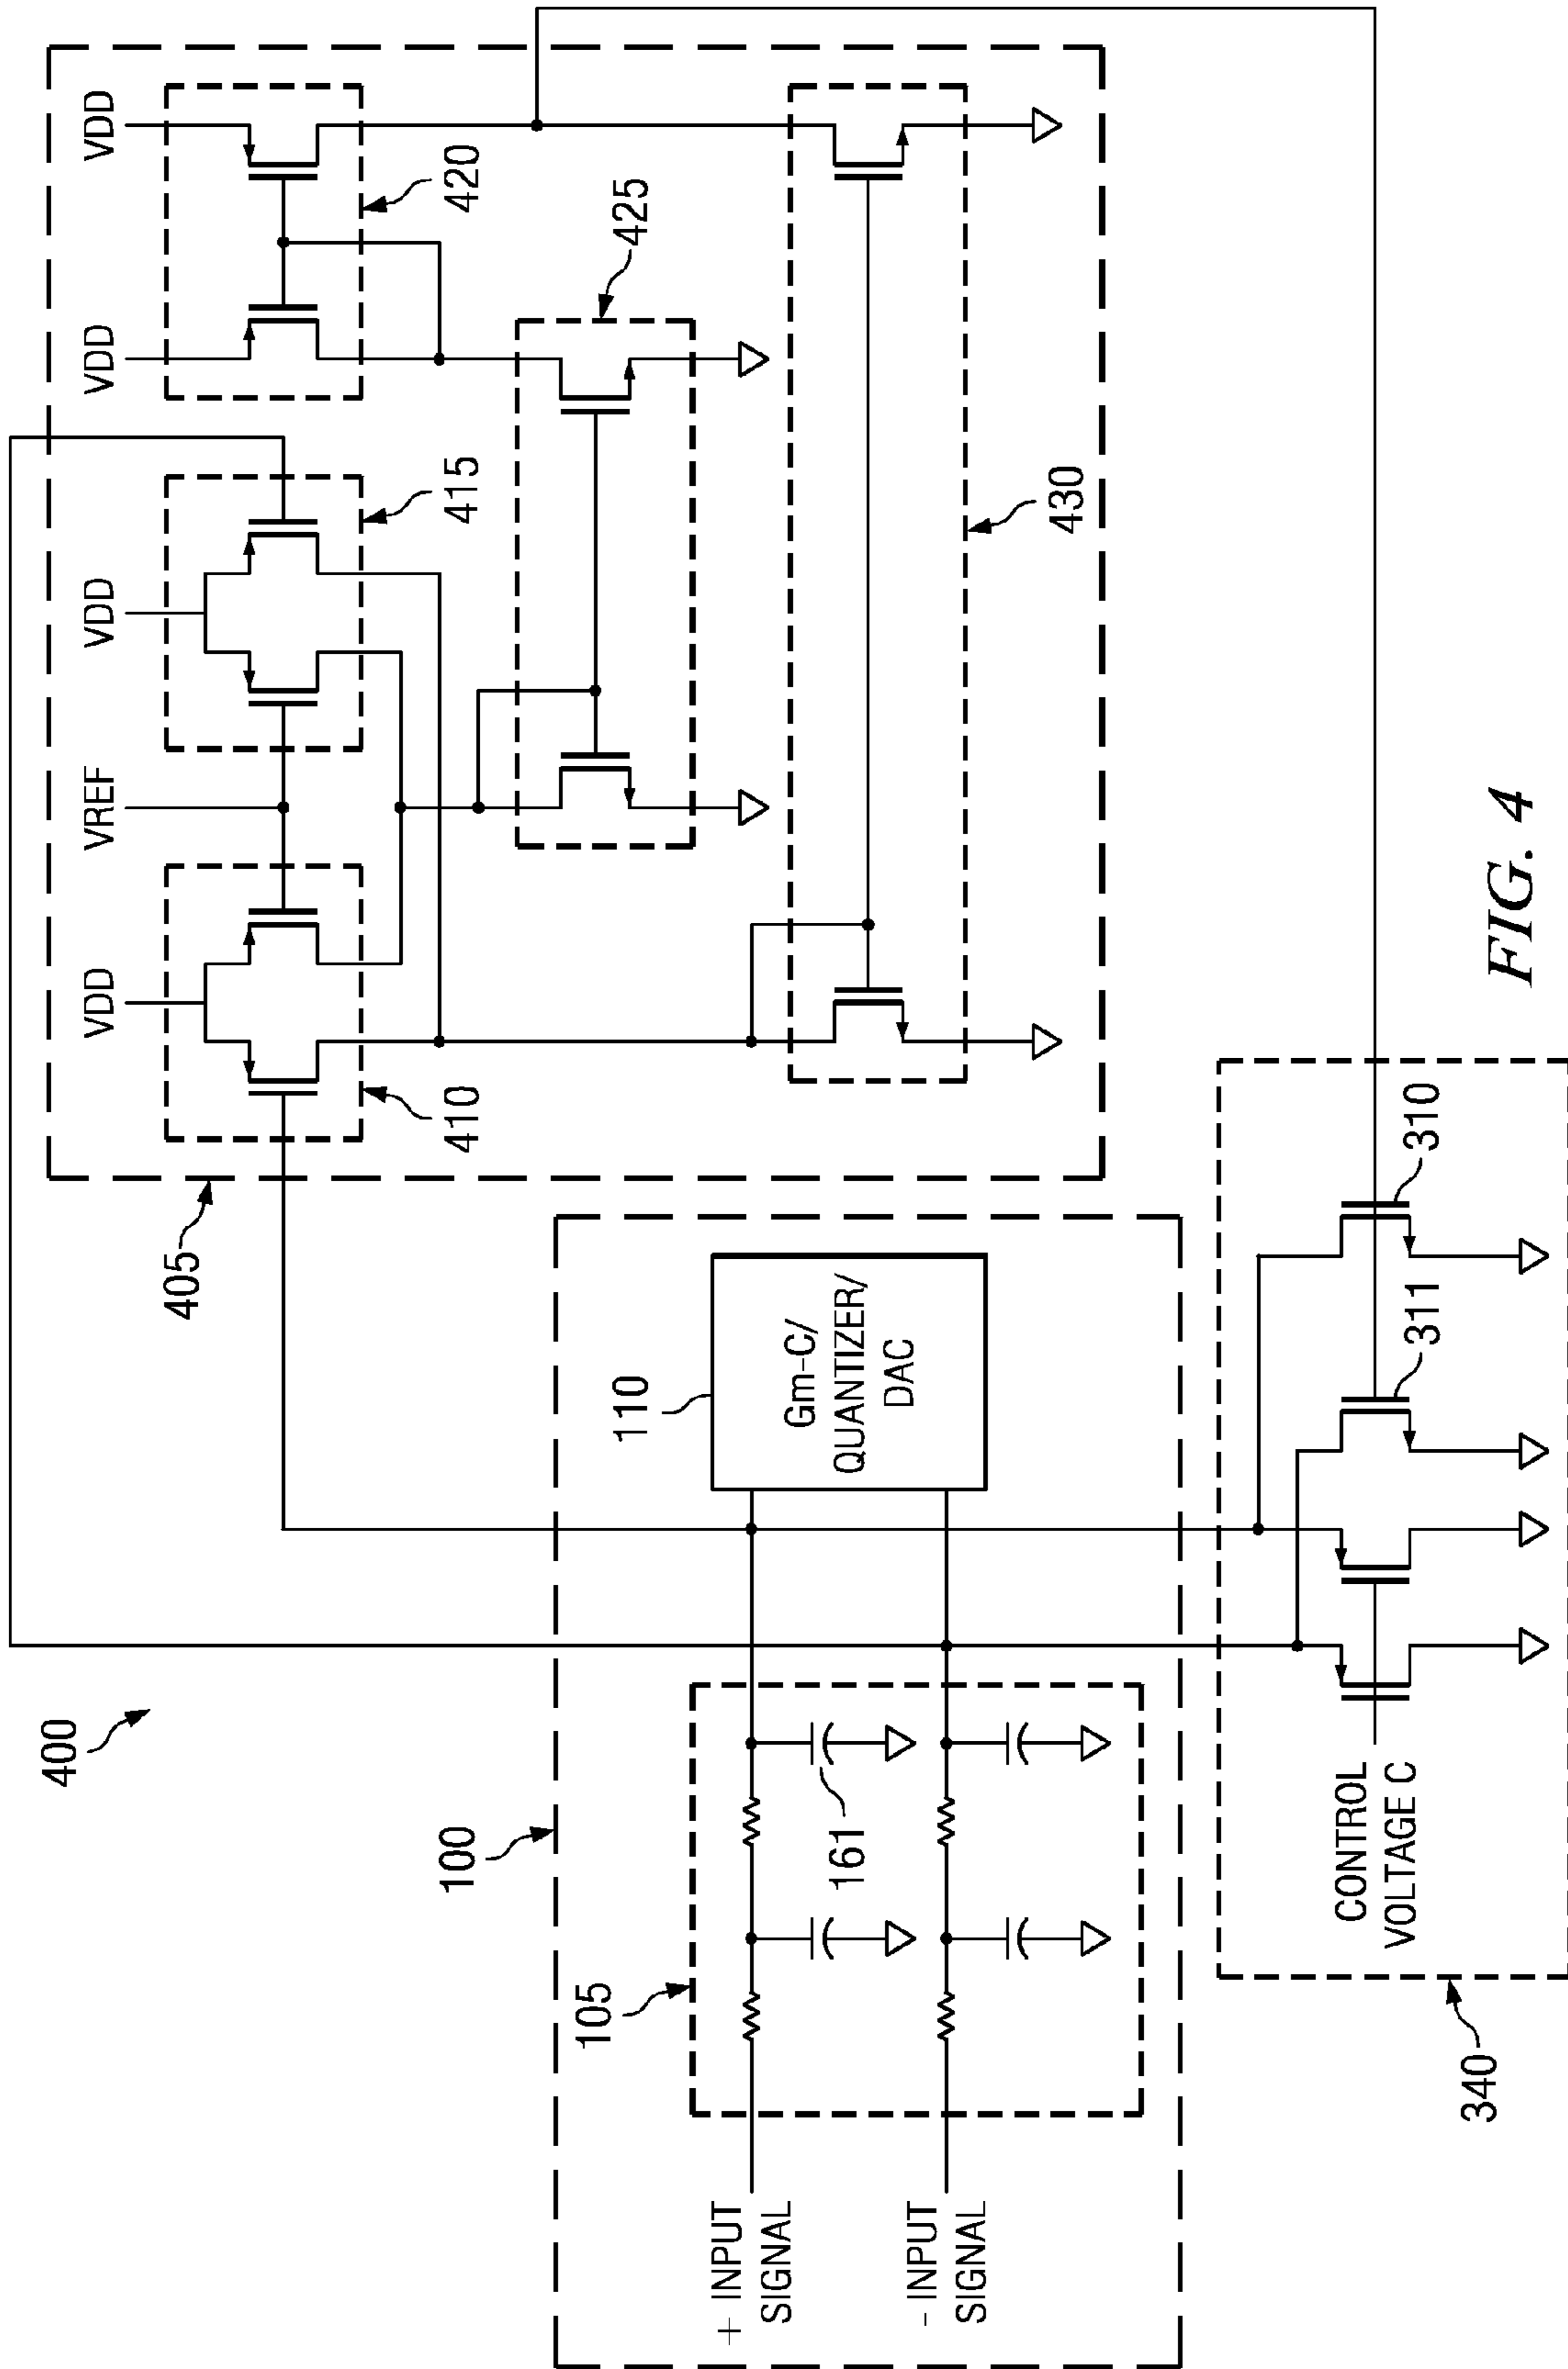 400
405
VDD
VREF
VDD
VDD
VDD
410
415
420
425
430
100
105
161
110
Gm-C/
QUANTIZER/
DAC
+ INPUT
SIGNAL
- INPUT
SIGNAL
340
CONTROL
VOLTAGE C
311
310
FIG. 4